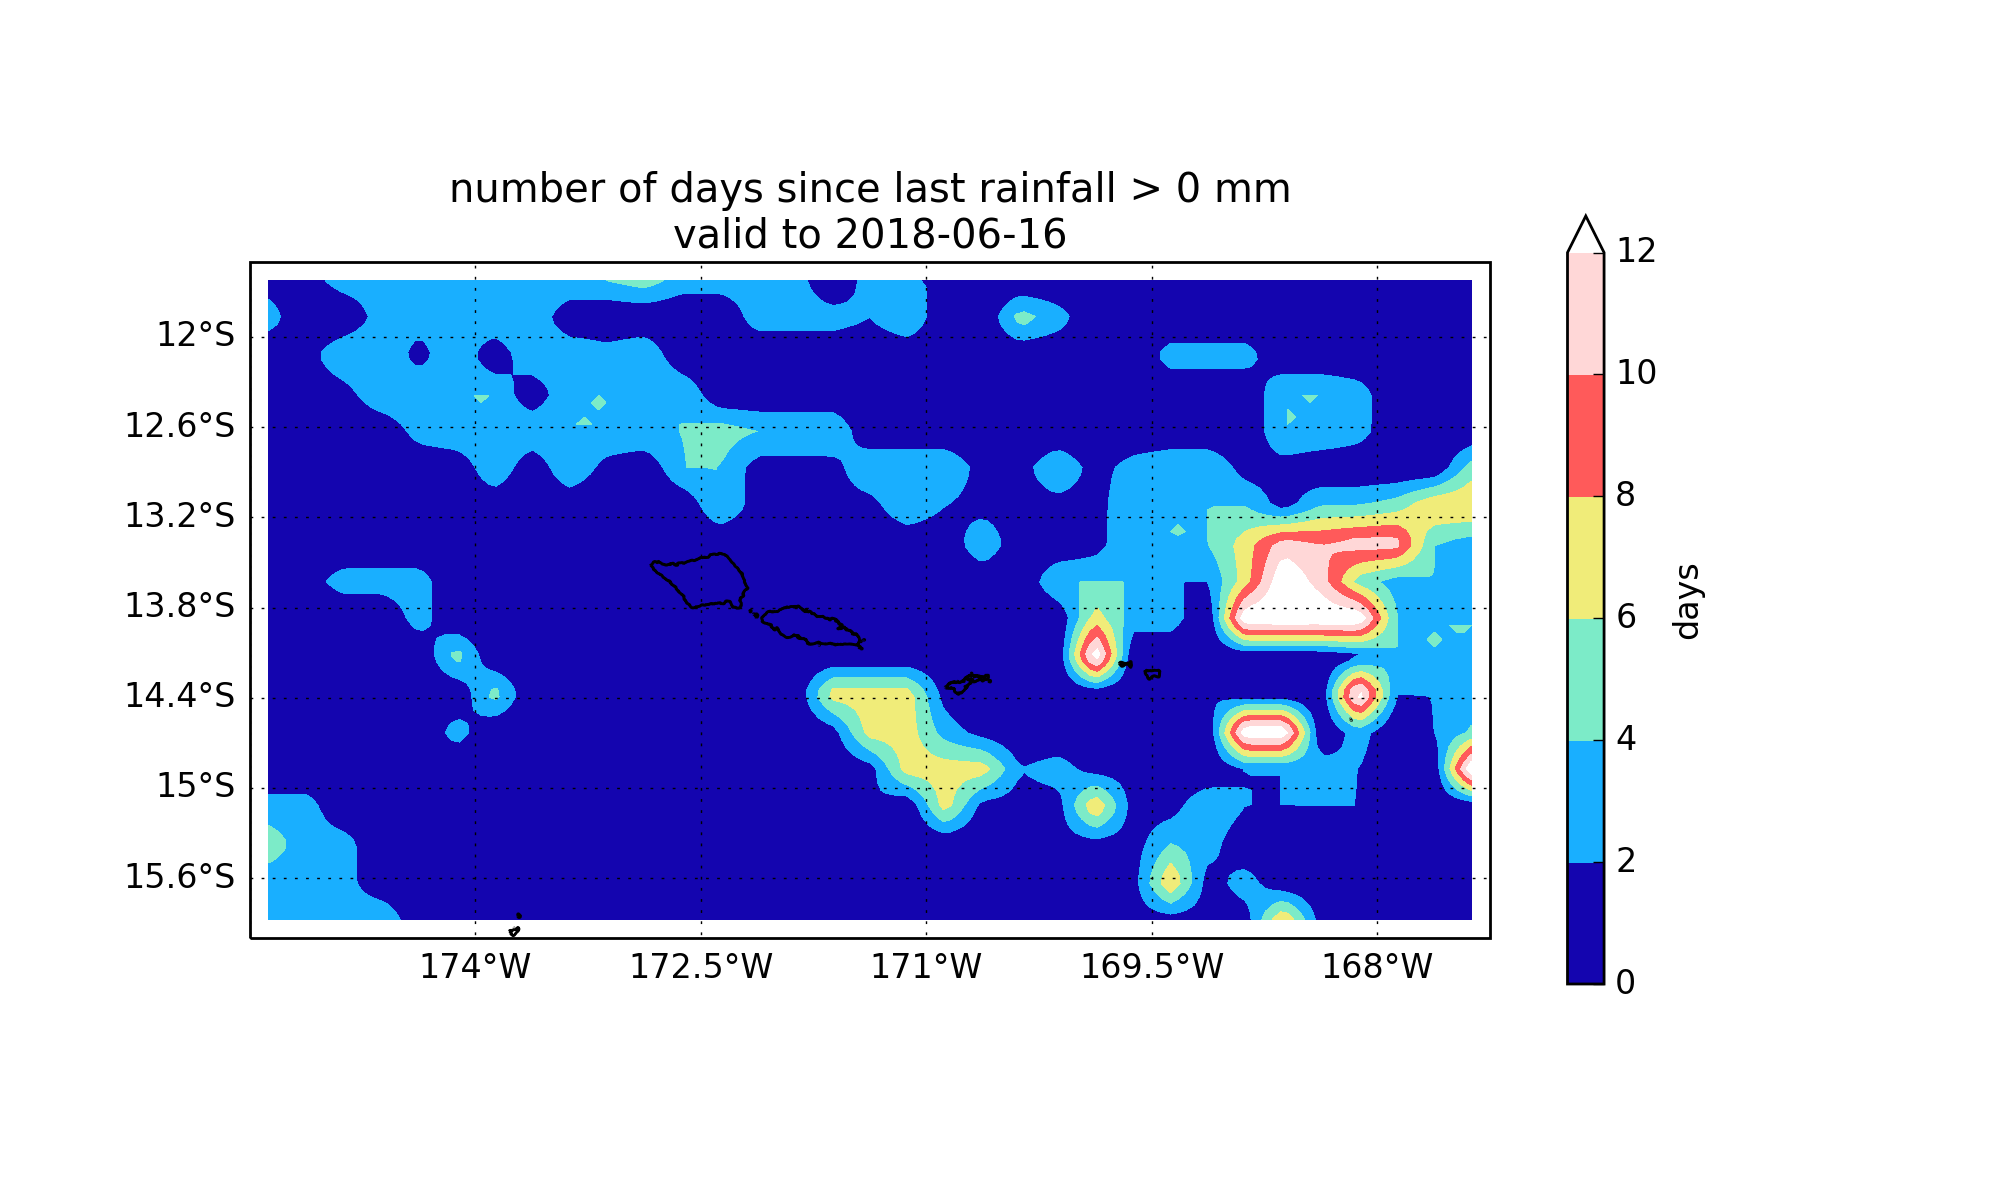 number of days since last rainfall > 0 mm
valid to 2018-06-16
12°S
12.6°S
13.2°S
13.8°S
14.4°S
15°S
15.6°S
174°W
172.5°W
171°W
169.5°W
168°W
12
10
8
6
4
2
0
days